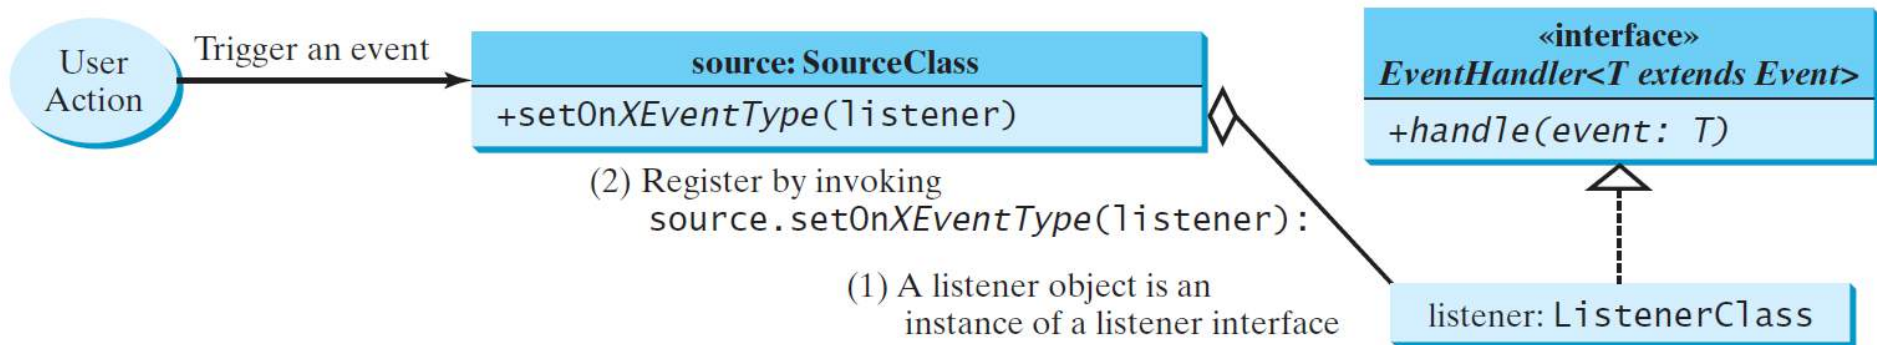 User
Action
Trigger an event
source: SourceClass
+setOnXEventType(listener)
(2) Register by invoking
source.setOnXEventType(listener):
(1) A listener object is an
instance of a listener interface
«interface»
EventHandler<T extends Event>
+handle(event: T)
listener: ListenerClass